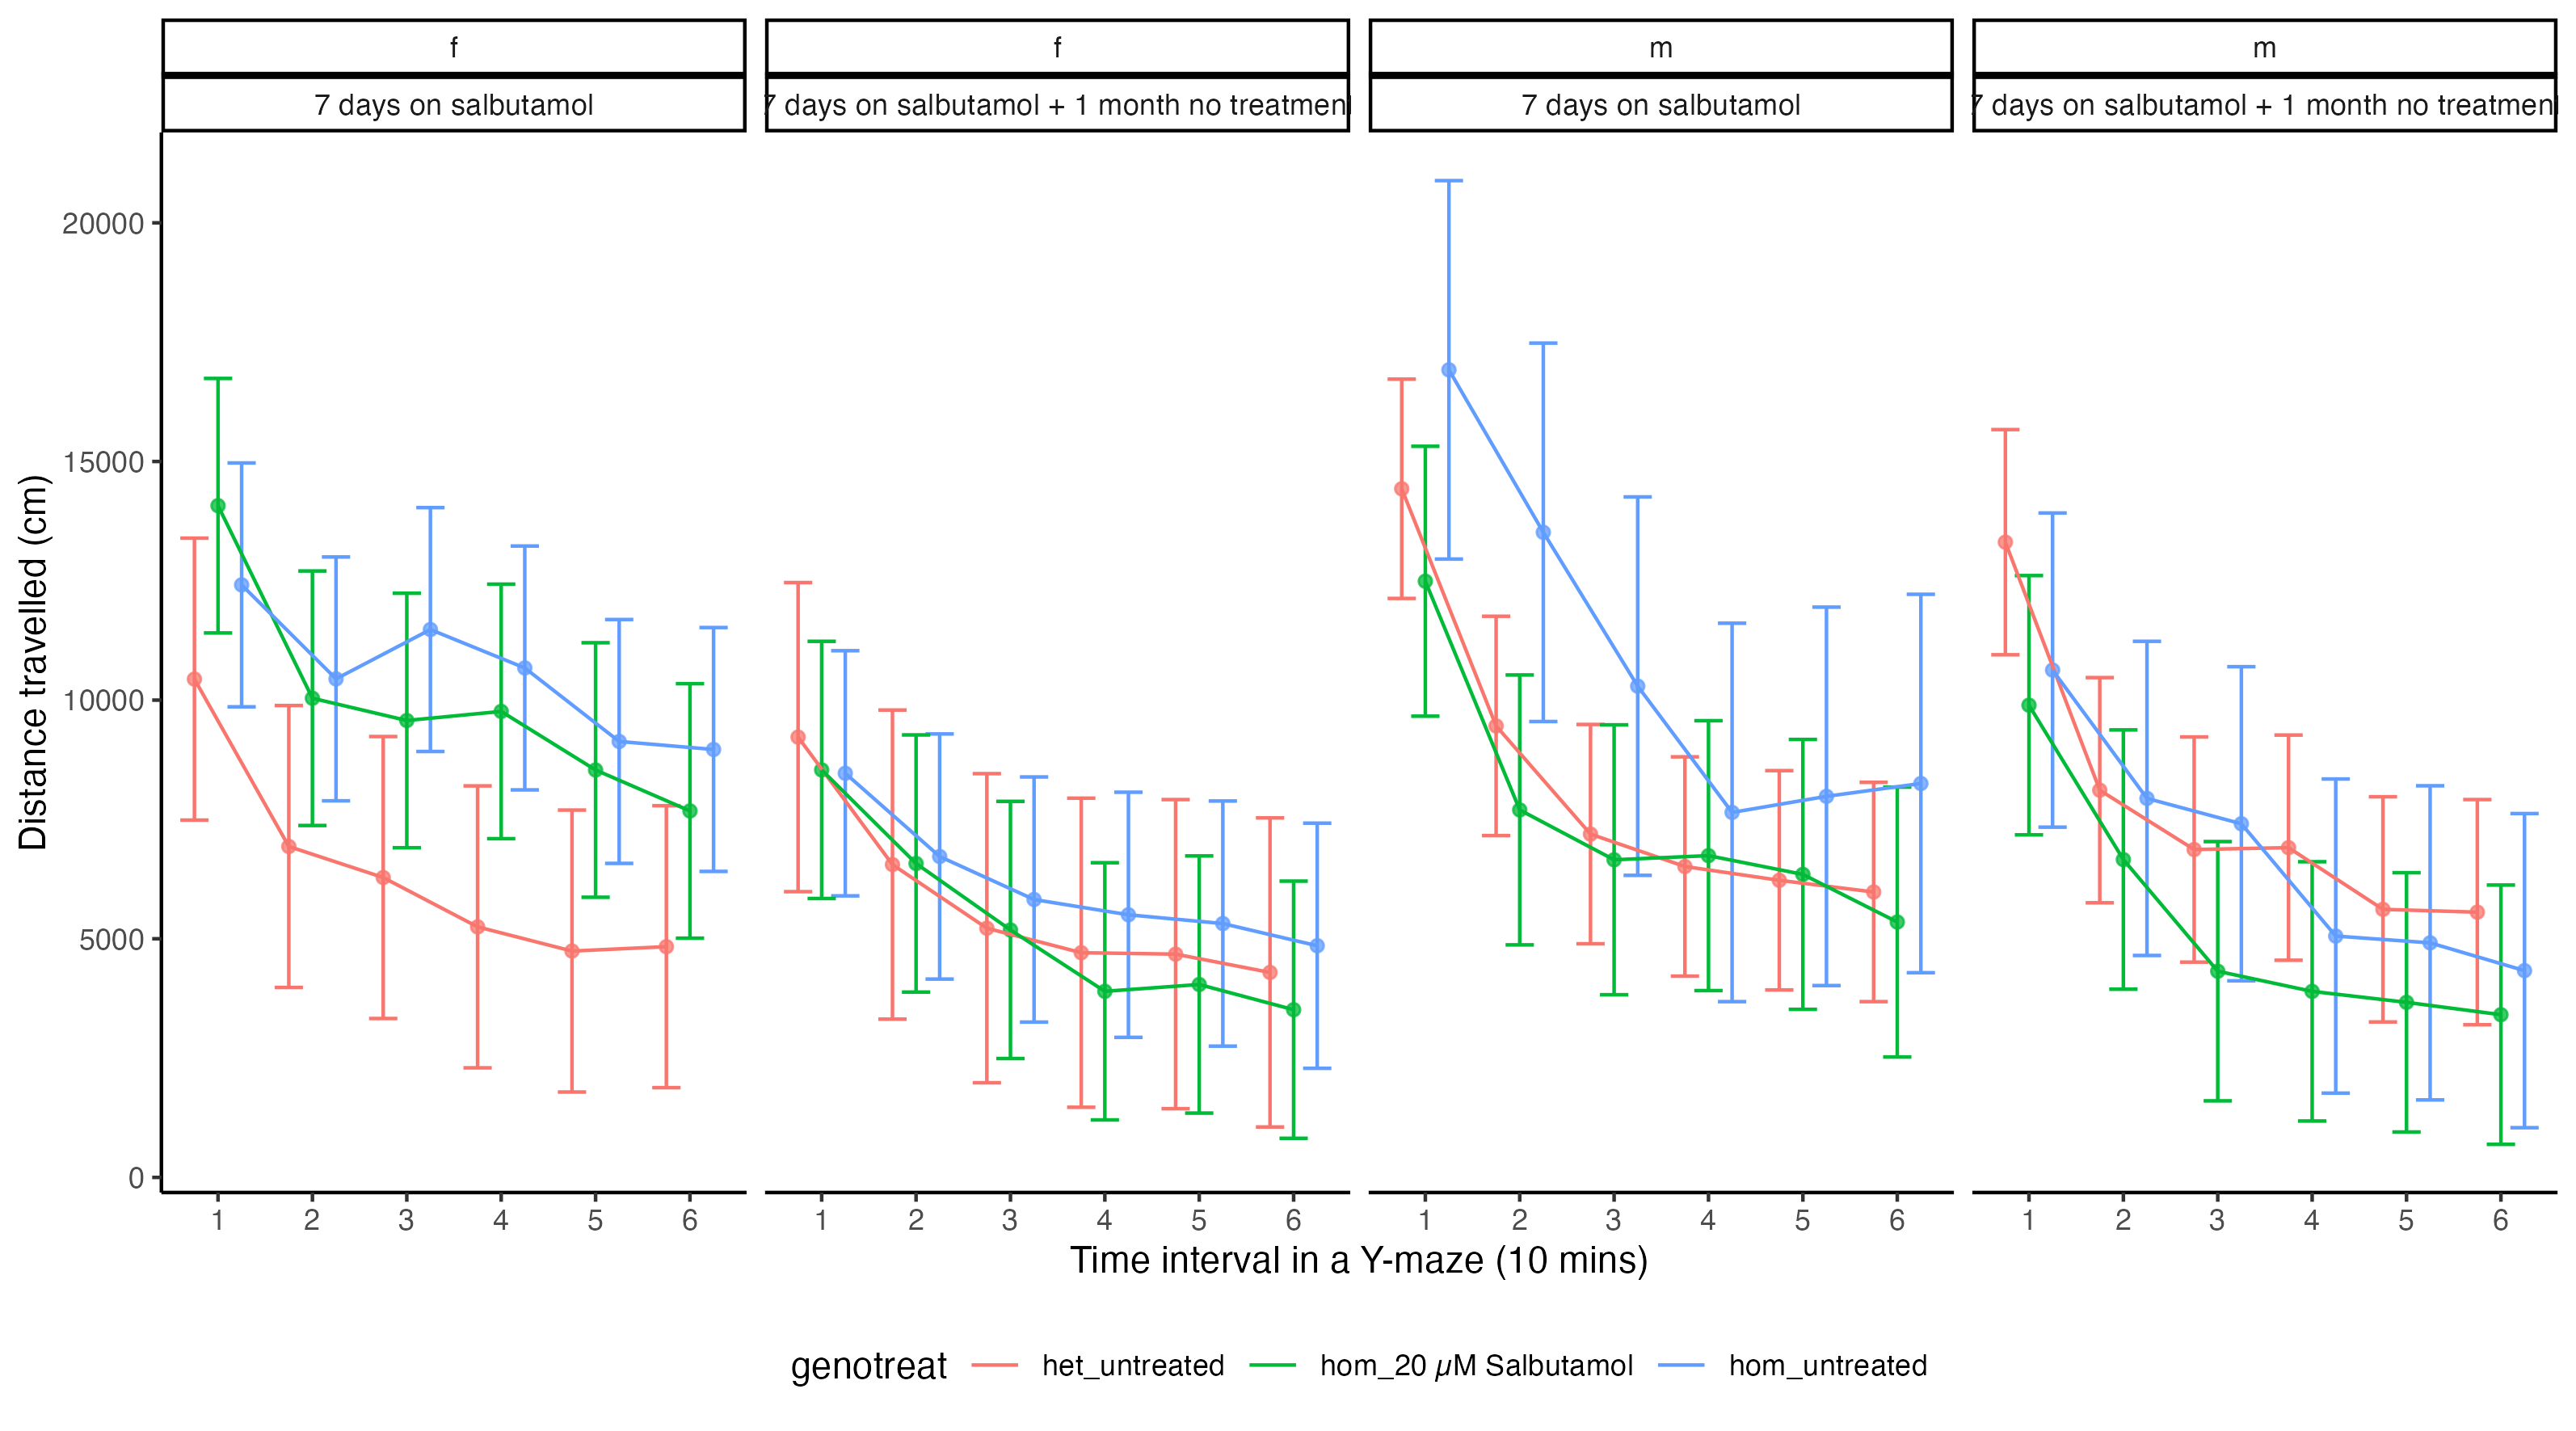 f f m m
7 days on salbutamol 7 days on salbutamol + 1 month no treatment 7 days on salbutamol 7 days on salbutamol + 1 month no treatment
20000
15000
10000
5000
0
Distance travelled (cm)
1 2 3 4 5 6 1 2 3 4 5 6 1 2 3 4 5 6 1 2 3 4 5 6
Time interval in a Y-maze (10 mins)
genotreat het_untreated hom_20 µM Salbutamol hom_untreated